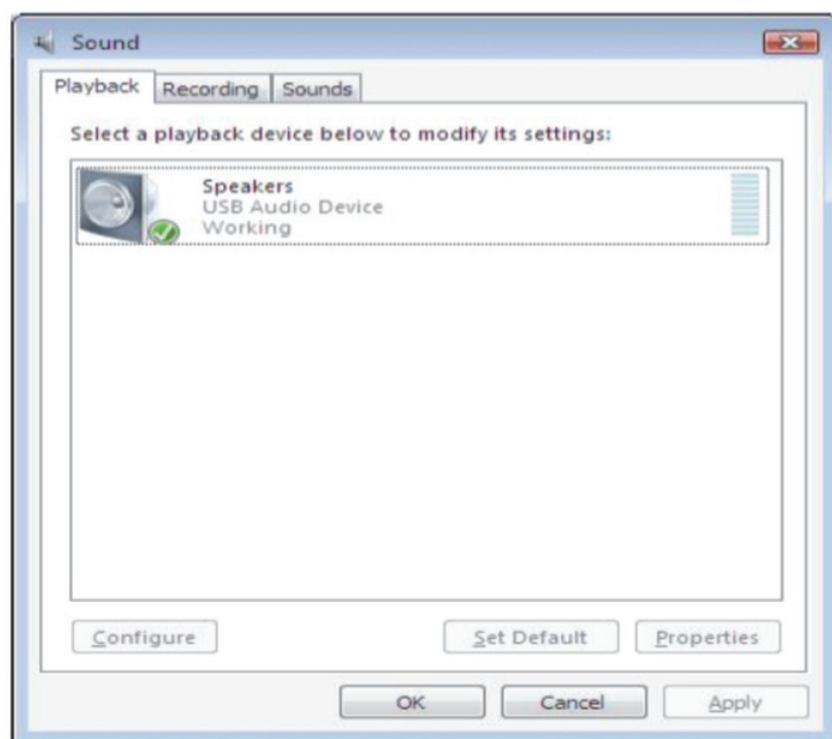 Sound
Playback Recording Sounds
Select a playback device below to modify its settings:
Speakers
USB Audio Device
Working
Configure Set Default Properties
OK Cancel Apply